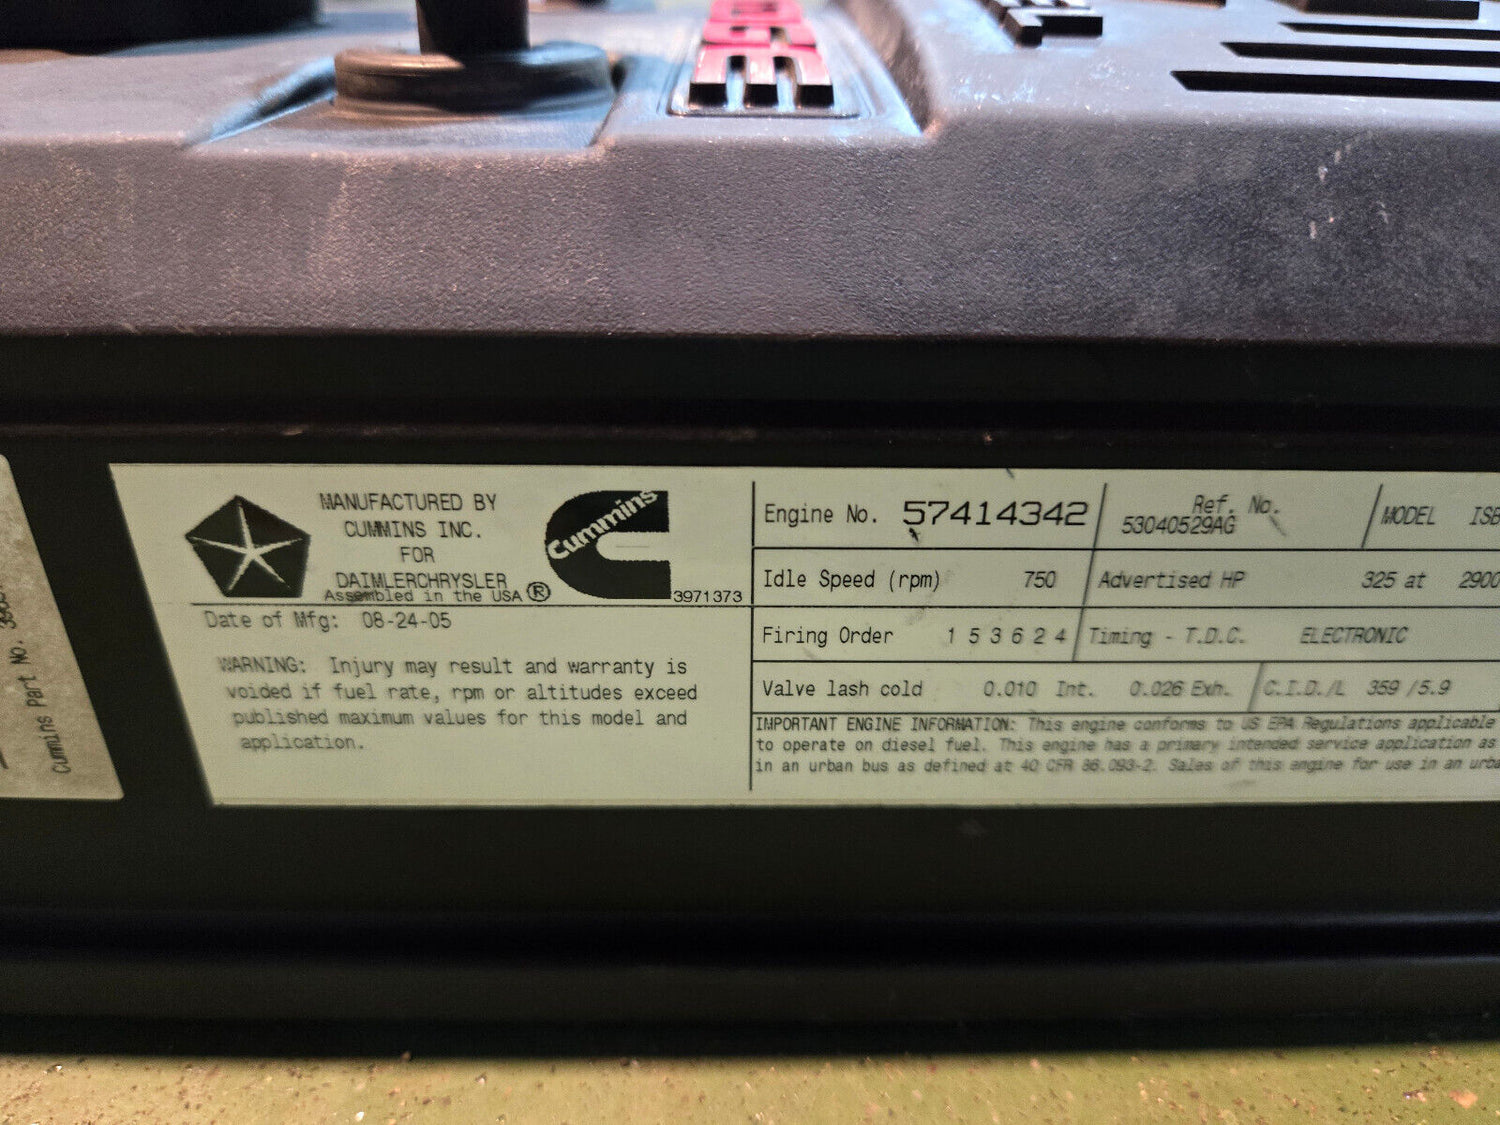 MANUFACTURED BY
CUMMINS INC.
FOR
DAIMLERCHRYSLER
Assembled in the USA ®
Cummins
3971373
Date of Mfg: 08-24-05
WARNING: Injury may result and warranty is
voided if fuel rate, rpm or altitudes exceed
published maximum values for this model and
application.
Engine No. 57414342
Ref. No.
53040529AG
MODEL ISB
Idle Speed (rpm) 750
Advertised HP 325 at 2900
Firing Order 1 5 3 6 2 4
Timing - T.D.C. ELECTRONIC
Valve lash cold 0.010 Int. 0.026 Exh.
C.I.D./L 359 /5.9
IMPORTANT ENGINE INFORMATION: This engine conforms to US EPA Regulations applicable
to operate on diesel fuel. This engine has a primary intended service application as
in an urban bus as defined at 40 CFR 86.093-2. Sales of this engine for use in an urba
Cummins Part No.